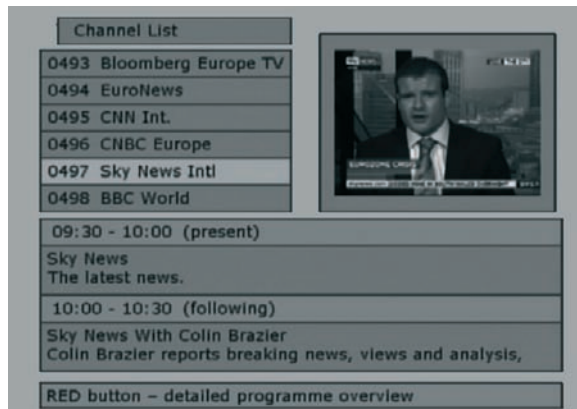 Channel List
0493 Bloomberg Europe TV
0494 EuroNews
0495 CNN Int.
0496 CNBC Europe
0497 Sky News Intl
0498 BBC World
EUROZONE CRISIS
09:30 - 10:00 (present)
Sky News
The latest news.
10:00 - 10:30 (following)
Sky News With Colin Brazier
Colin Brazier reports breaking news, views and analysis,
RED button – detailed programme overview